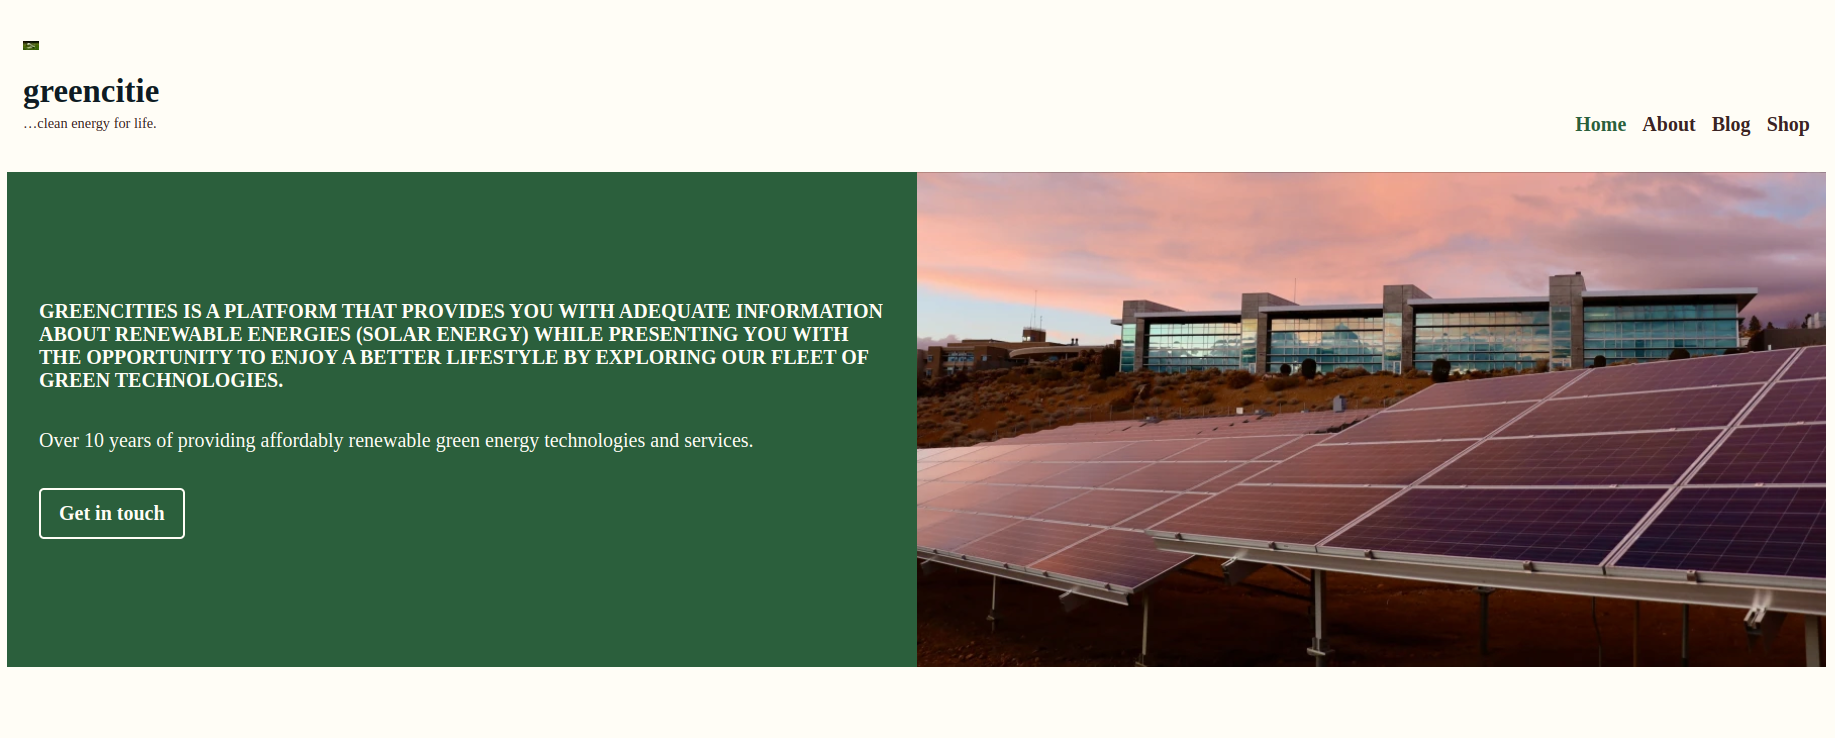 greencitie
…clean energy for life.
Home About Blog Shop
GREENCITIES IS A PLATFORM THAT PROVIDES YOU WITH ADEQUATE INFORMATION
ABOUT RENEWABLE ENERGIES (SOLAR ENERGY) WHILE PRESENTING YOU WITH
THE OPPORTUNITY TO ENJOY A BETTER LIFESTYLE BY EXPLORING OUR FLEET OF
GREEN TECHNOLOGIES.
Over 10 years of providing affordably renewable green energy technologies and services.
Get in touch